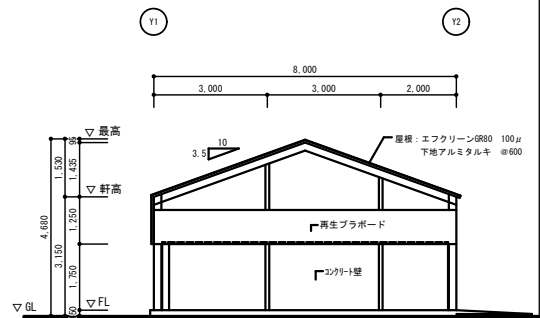 Y1
Y2
8,000
3,000
3,000
2,000
10
3.5
屋根：エフクリーンGR80 100μ
下地アルミタルキ @600
▽ 最高
95
1,435
1,530
▽ 軒高
1,250
4,680
3,150
1,750
再生プラボード
コンクリート壁
▽ FL
▽ GL